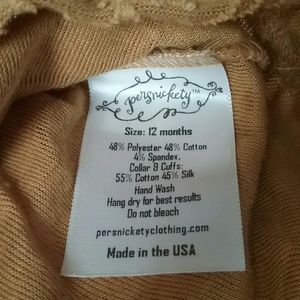 persnickety™
Size: 12 months
48% Polyester 48% Cotton
4% Spandex,
Collar & Cuffs:
55% Cotton 45% Silk
Hand Wash
Hang dry for best results
Do not bleach
persnicketyclothing.com
Made in the USA